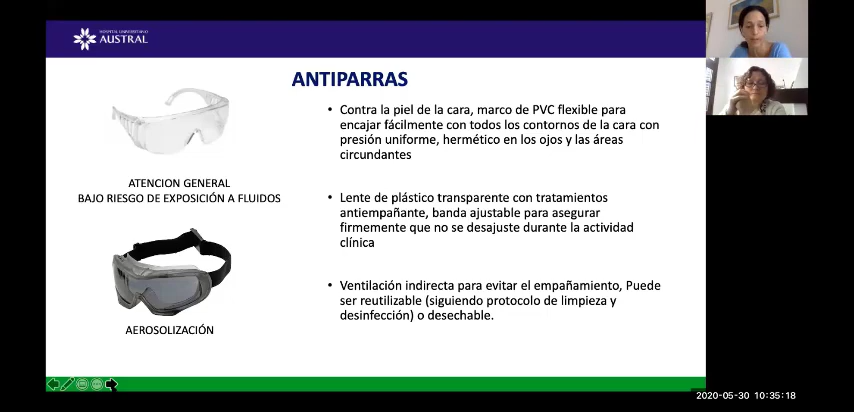 HOSPITAL UNIVERSITARIO
AUSTRAL
ANTIPARRAS
• Contra la piel de la cara, marco de PVC flexible para
encajar fácilmente con todos los contornos de la cara con
presión uniforme, hermético en los ojos y las áreas
circundantes
ATENCION GENERAL
BAJO RIESGO DE EXPOSICIÓN A FLUIDOS
• Lente de plástico transparente con tratamientos
antiempañante, banda ajustable para asegurar
firmemente que no se desajuste durante la actividad
clínica
• Ventilación indirecta para evitar el empañamiento, Puede
ser reutilizable (siguiendo protocolo de limpieza y
desinfección) o desechable.
AEROSOLIZACIÓN
2020-05-30 10:35:18